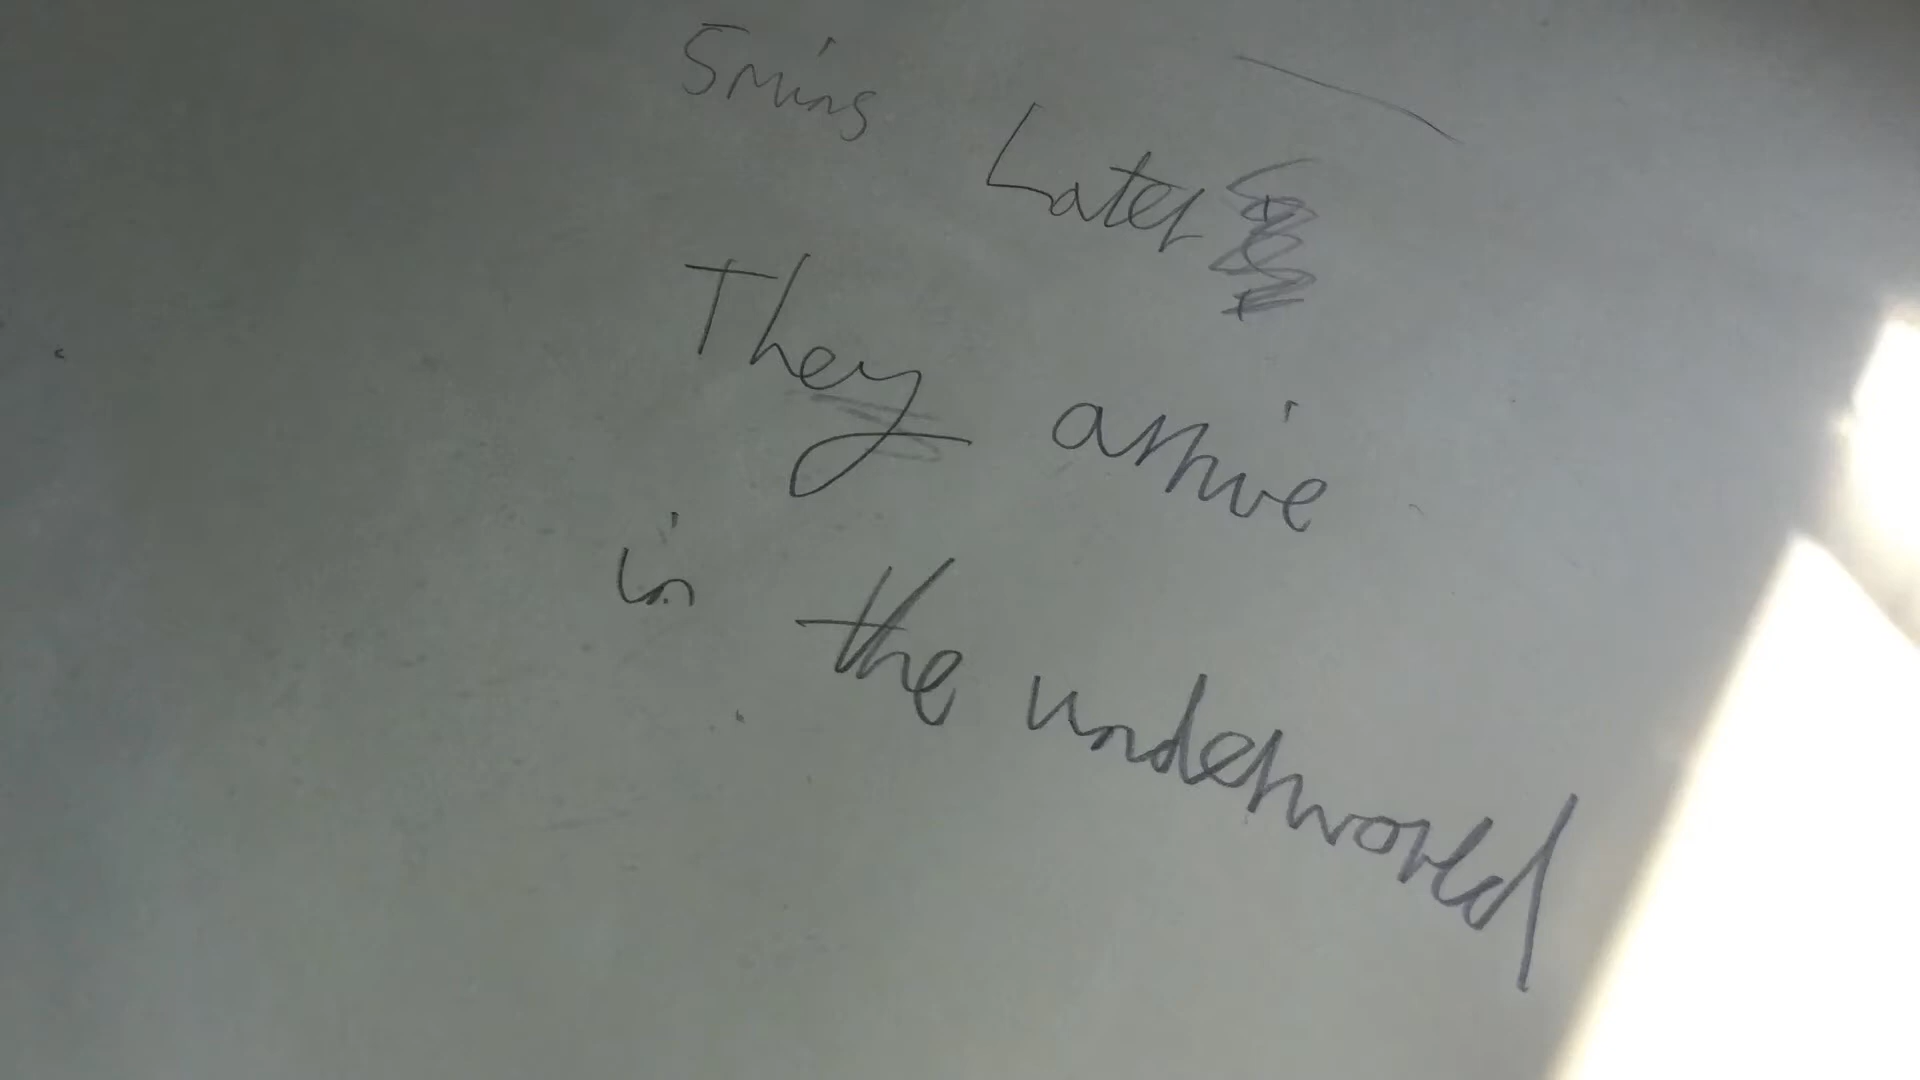 5mins Later
They arrive
in the underworld